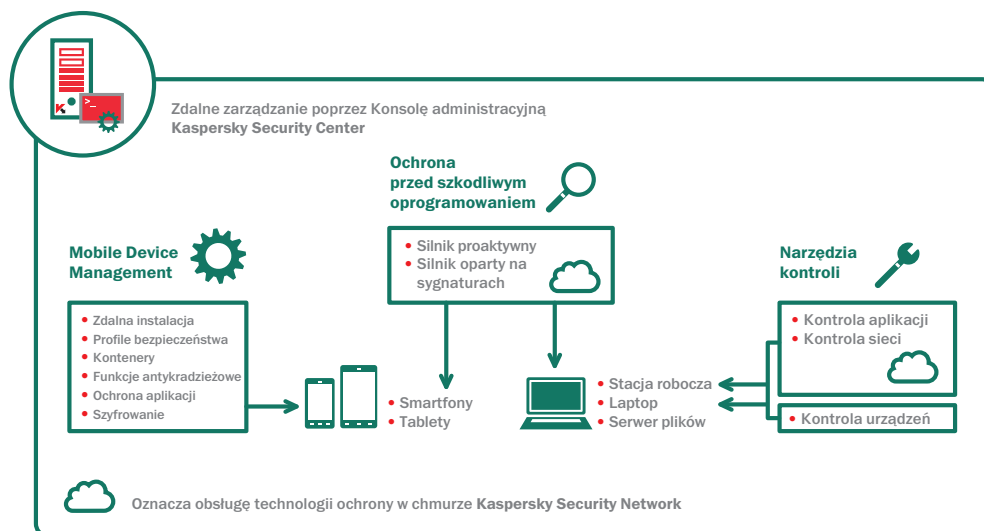 Zdalne zarządzanie poprzez Konsolę administracyjną
Kaspersky Security Center
Ochrona
przed szkodliwym
oprogramowaniem
• Silnik proaktywny
• Silnik oparty na
sygnaturach
Mobile Device
Management
• Zdalna instalacja
• Profile bezpieczeństwa
• Kontenery
• Funkcje antykradzieżowe
• Ochrona aplikacji
• Szyfrowanie
• Smartfony
• Tablety
• Stacja robocza
• Laptop
• Serwer plików
Narzędzia
kontroli
• Kontrola aplikacji
• Kontrola sieci
• Kontrola urządzeń
Oznacza obsługę technologii ochrony w chmurze Kaspersky Security Network